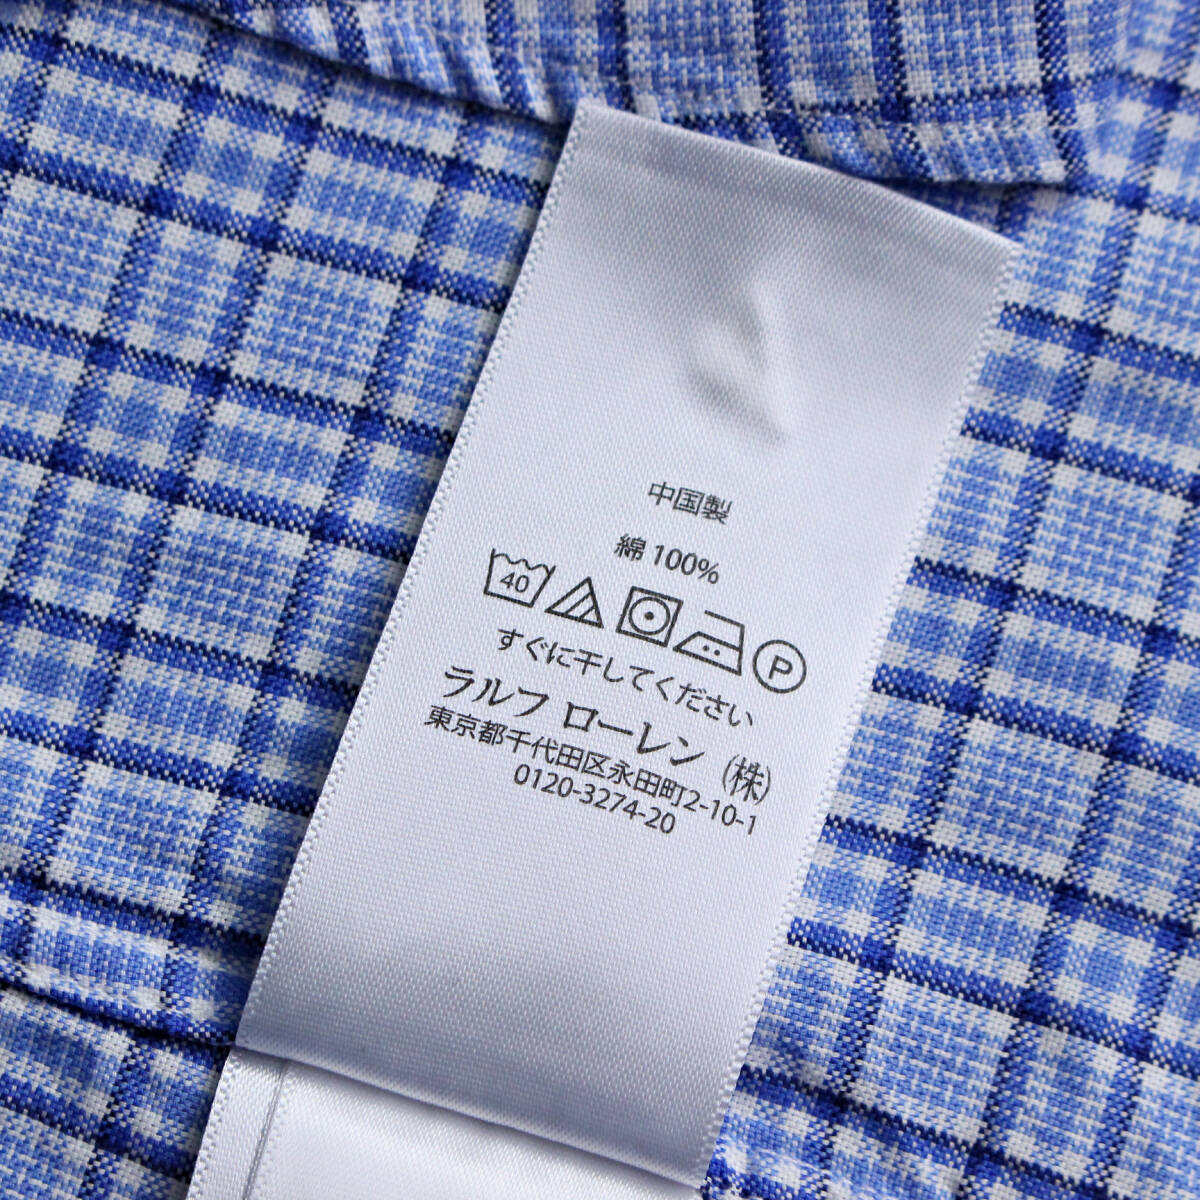 中国製
綿 100%
40 P
すぐに干してください
ラルフ ローレン (株)
東京都千代田区永田町2-10-1
0120-3274-20